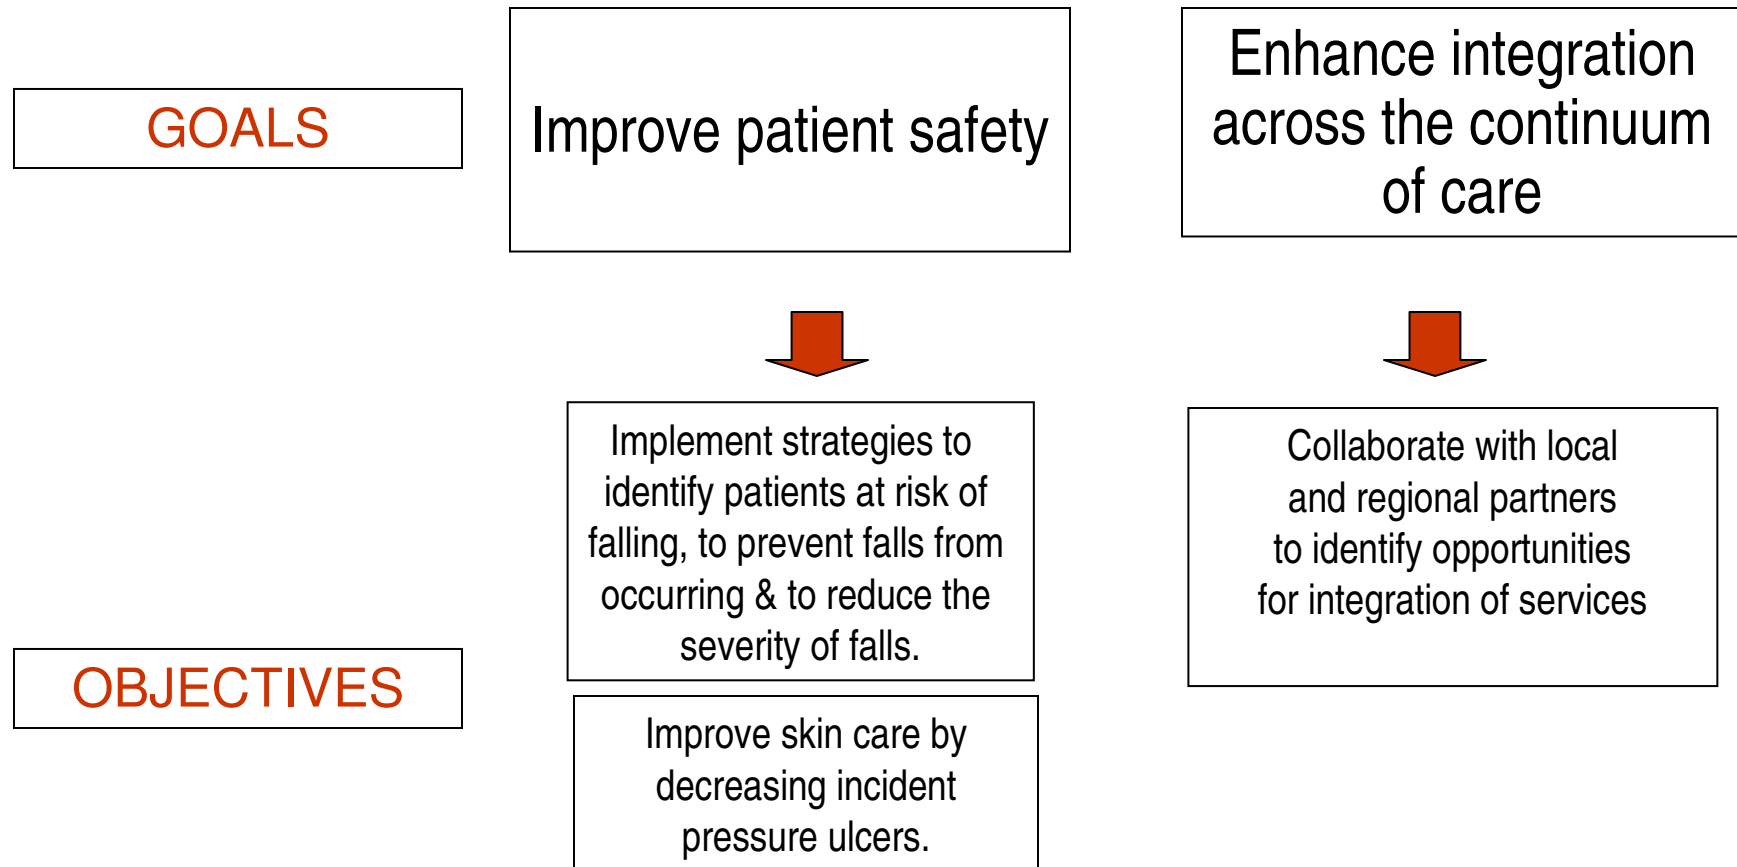 GOALS
Improve patient safety
Enhance integration
across the continuum
of care
OBJECTIVES
Implement strategies to
identify patients at risk of
falling, to prevent falls from
occurring & to reduce the
severity of falls.
Improve skin care by
decreasing incident
pressure ulcers.
Collaborate with local
and regional partners
to identify opportunities
for integration of services